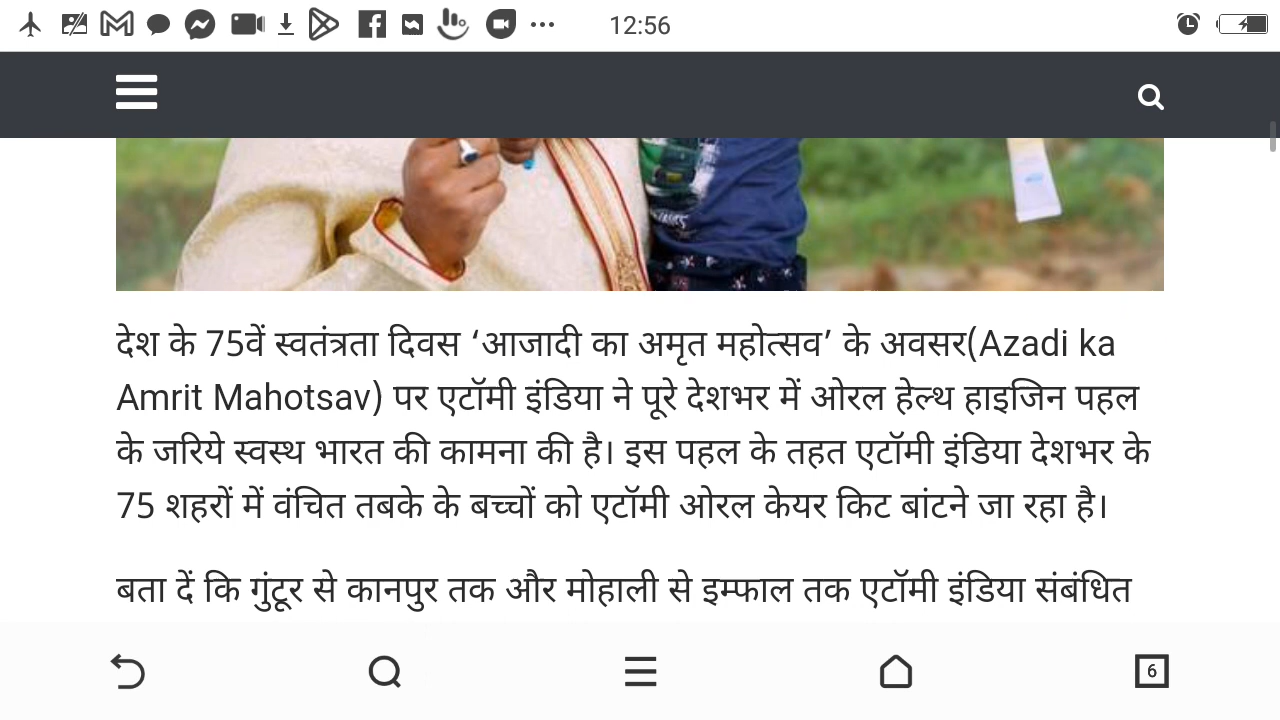 12:56
देश के 75वें स्वतंत्रता दिवस ‘आजादी का अमृत महोत्सव’ के अवसर(Azadi ka
Amrit Mahotsav) पर एटॉमी इंडिया ने पूरे देशभर में ओरल हेल्थ हाइजिन पहल
के जरिये स्वस्थ भारत की कामना की है। इस पहल के तहत एटॉमी इंडिया देशभर के
75 शहरों में वंचित तबके के बच्चों को एटॉमी ओरल केयर किट बांटने जा रहा है।
बता दें कि गुंटूर से कानपुर तक और मोहाली से इम्फाल तक एटॉमी इंडिया संबंधित
6